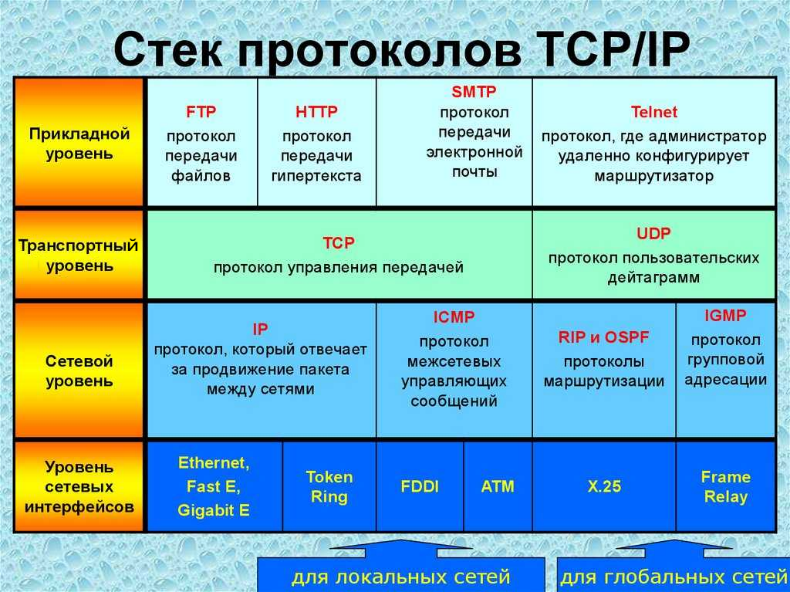 Стек протоколов TCP/IP
Прикладной
уровень
FTP
протокол
передачи
файлов
HTTP
протокол
передачи
гипертекста
SMTP
протокол
передачи
электронной
почты
Telnet
протокол, где администратор
удаленно конфигурирует
маршрутизатор
Транспортный
уровень
TCP
протокол управления передачей
UDP
протокол пользовательских
дейтаграмм
Сетевой
уровень
IP
протокол, который отвечает
за продвижение пакета
между сетями
ICMP
протокол
межсетевых
управляющих
сообщений
RIP и OSPF
протоколы
маршрутизации
IGMP
протокол
групповой
адресации
Уровень
сетевых
интерфейсов
Ethernet,
Fast E,
Gigabit E
Token
Ring
FDDI
ATM
X.25
Frame
Relay
для локальных сетей
для глобальных сетей